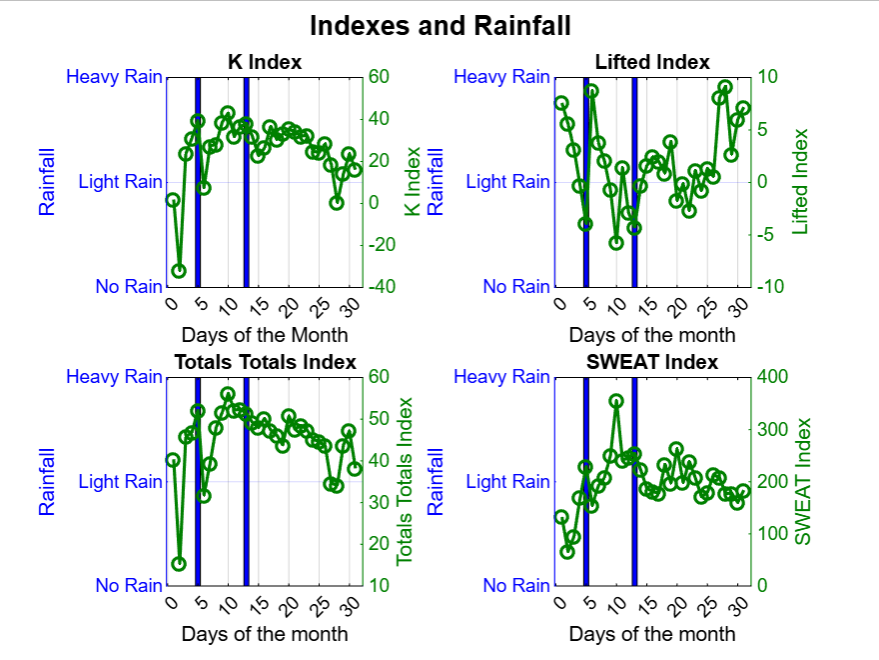 Indexes and Rainfall
K Index
Heavy Rain
Light Rain
No Rain
Rainfall
60
40
20
0
-20
-40
K Index
0
5
10
15
20
25
30
Days of the Month
Lifted Index
Heavy Rain
Light Rain
No Rain
Rainfall
10
5
0
-5
-10
Lifted Index
0
5
10
15
20
25
30
Days of the month
Totals Totals Index
Heavy Rain
Light Rain
No Rain
Rainfall
60
50
40
30
20
10
Totals Totals Index
0
5
10
15
20
25
30
Days of the month
SWEAT Index
Heavy Rain
Light Rain
No Rain
Rainfall
400
300
200
100
0
SWEAT Index
0
5
10
15
20
25
30
Days of the month